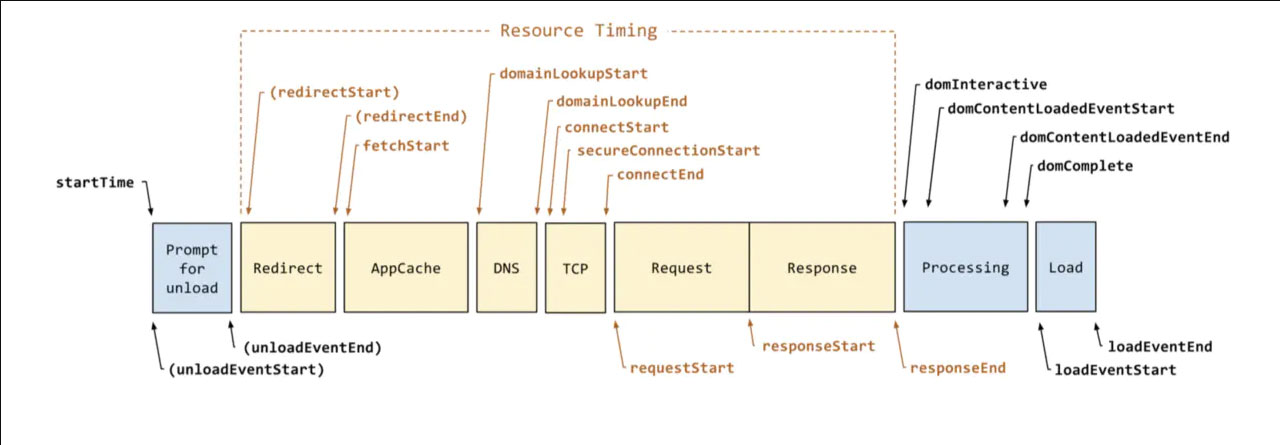 Resource Timing
domainLookupStart
(redirectStart)
domainLookupEnd
(redirectEnd)
connectStart
fetchStart
secureConnectionStart
connectEnd
domInteractive
domContentLoadedEventStart
domContentLoadedEventEnd
domComplete
startTime
Prompt
for
unload
Redirect
AppCache
DNS
TCP
Request
Response
Processing
Load
(unloadEventEnd)
(unloadEventStart)
responseStart
requestStart
responseEnd
loadEventEnd
loadEventStart